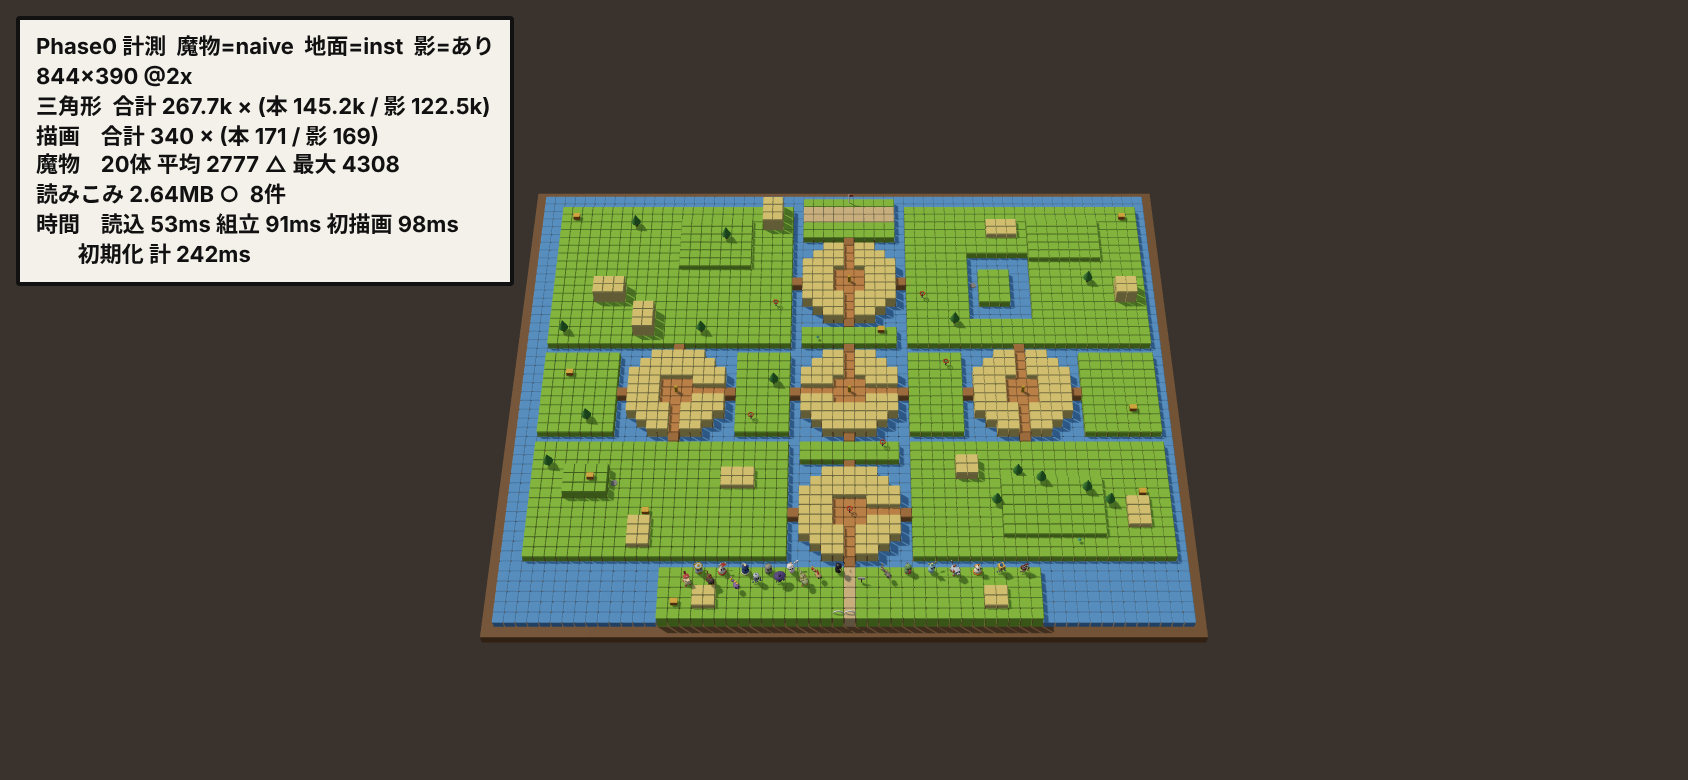 Phase0 計測 魔物=naive 地面=inst 影=あり
844×390 @2x
三角形 合計 267.7k × (本 145.2k / 影 122.5k)
描画 合計 340 × (本 171 / 影 169)
魔物 20体 平均 2777 △ 最大 4308
読みこみ 2.64MB ○ 8件
時間 読込 53ms 組立 91ms 初描画 98ms
初期化 計 242ms